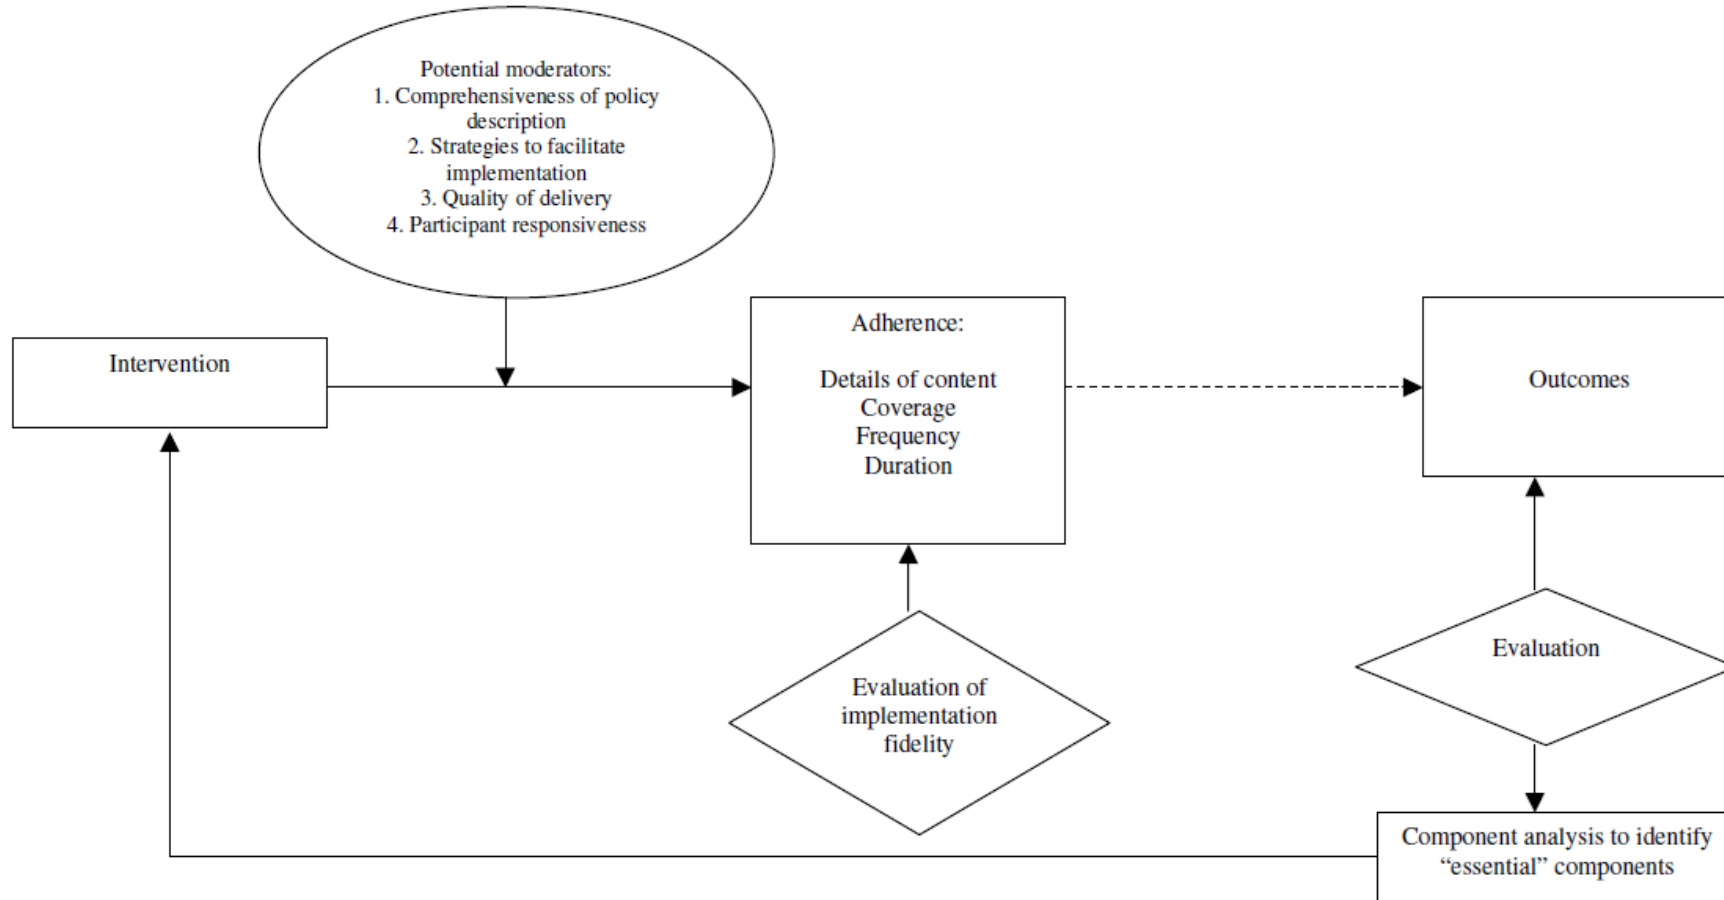 Potential moderators:
1. Comprehensiveness of policy
description
2. Strategies to facilitate
implementation
3. Quality of delivery
4. Participant responsiveness
Intervention
Adherence:
Details of content
Coverage
Frequency
Duration
Outcomes
Evaluation of
implementation
fidelity
Evaluation
Component analysis to identify
“essential” components